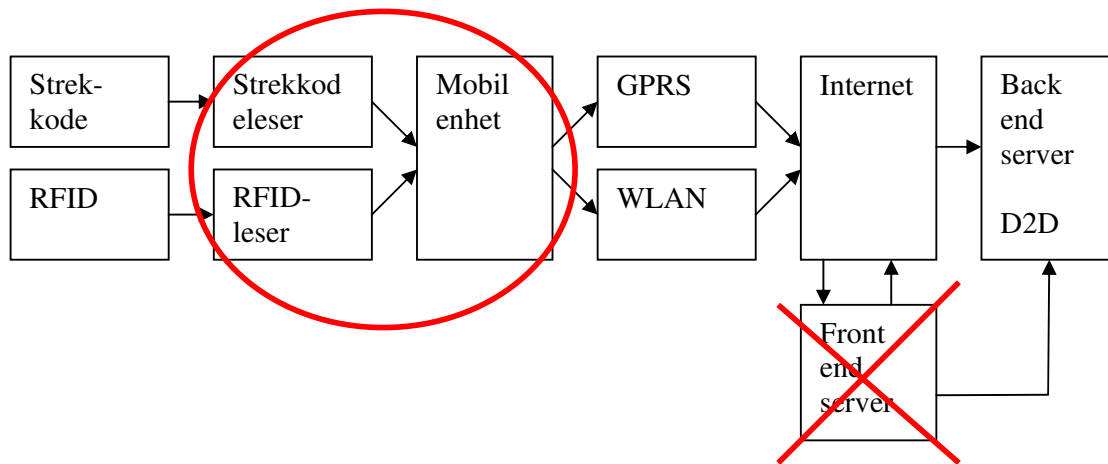 Strek-
kode
Strekkod
eleser
Mobil
enhet
GPRS
Internet
Back
end
server
D2D
RFID
RFID-
leser
WLAN
Front
end
server